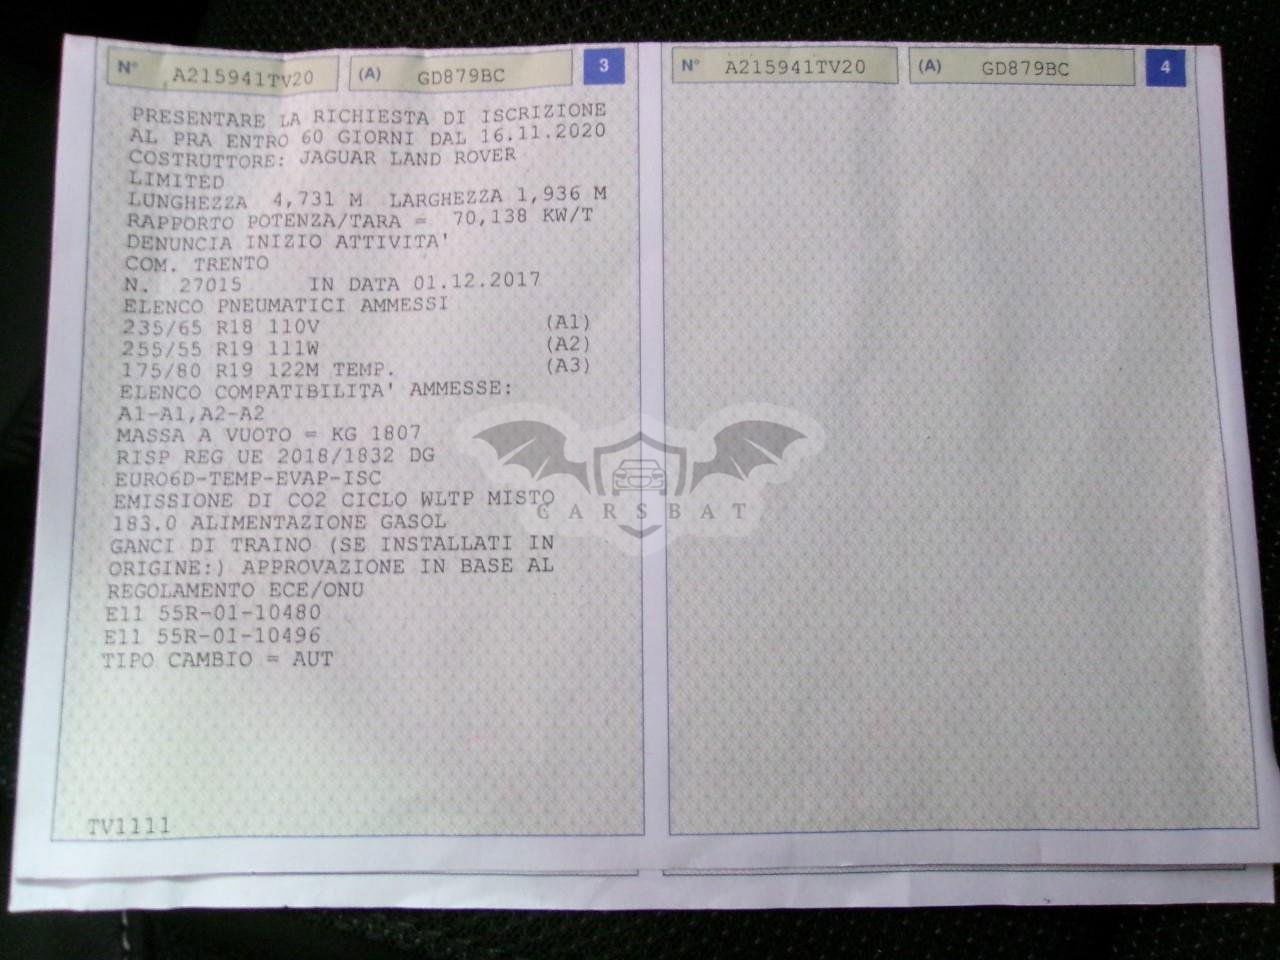 N° A215941TV20 (A) GD879BC 3
PRESENTARE LA RICHIESTA DI ISCRIZIONE
AL PRA ENTRO 60 GIORNI DAL 16.11.2020
COSTRUTTORE: JAGUAR LAND ROVER
LIMITED
LUNGHEZZA 4,731 M LARGHEZZA 1,936 M
RAPPORTO POTENZA/TARA = 70,138 KW/T
DENUNCIA INIZIO ATTIVITA'
COM. TRENTO
N. 27015 IN DATA 01.12.2017
ELENCO PNEUMATICI AMMESSI
235/65 R18 110V (A1)
255/55 R19 111W (A2)
175/80 R19 122M TEMP. (A3)
ELENCO COMPATIBILITA' AMMESSE:
A1-A1,A2-A2
MASSA A VUOTO = KG 1807
RISP REG UE 2018/1832 DG
EURO6D-TEMP-EVAP-ISC
EMISSIONE DI CO2 CICLO WLTP MISTO
183.0 ALIMENTAZIONE GASOL
GANCI DI TRAINO (SE INSTALLATI IN
ORIGINE:) APPROVAZIONE IN BASE AL
REGOLAMENTO ECE/ONU
E11 55R-01-10480
E11 55R-01-10496
TIPO CAMBIO = AUT
TV1111
N° A215941TV20 (A) GD879BC 4
CARSBAT